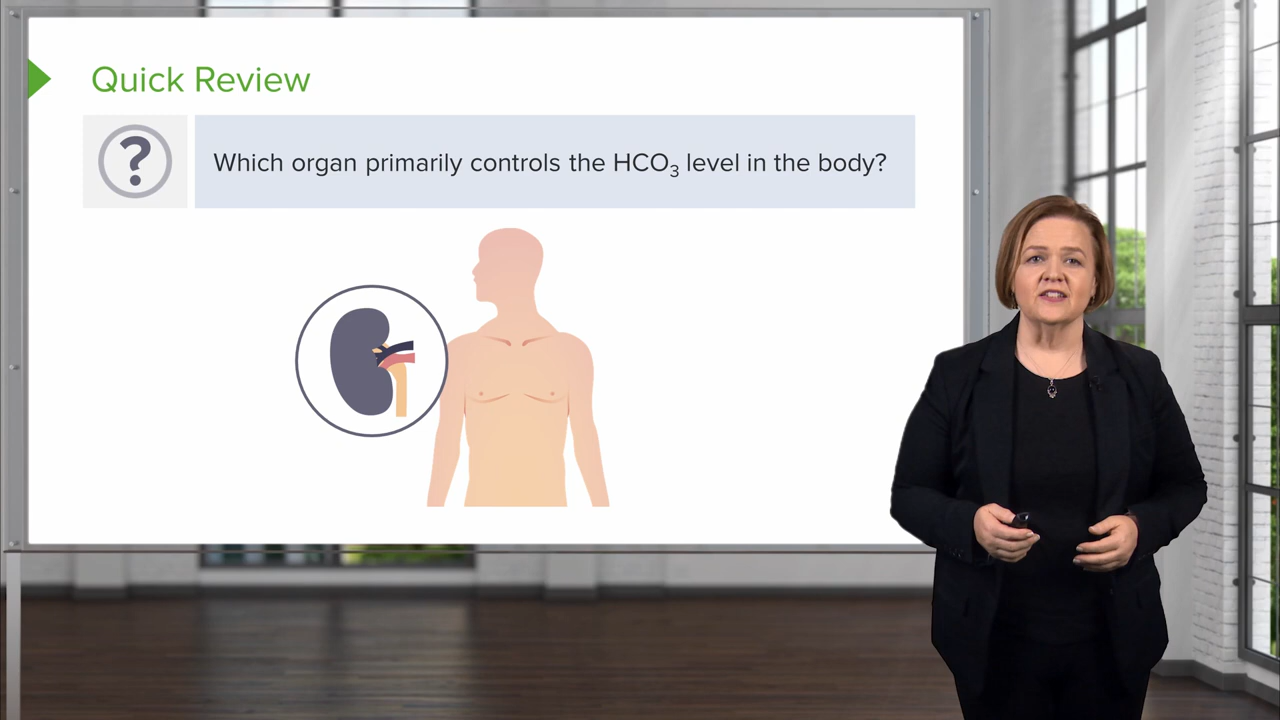 Quick Review
?
Which organ primarily controls the HCO₃ level in the body?